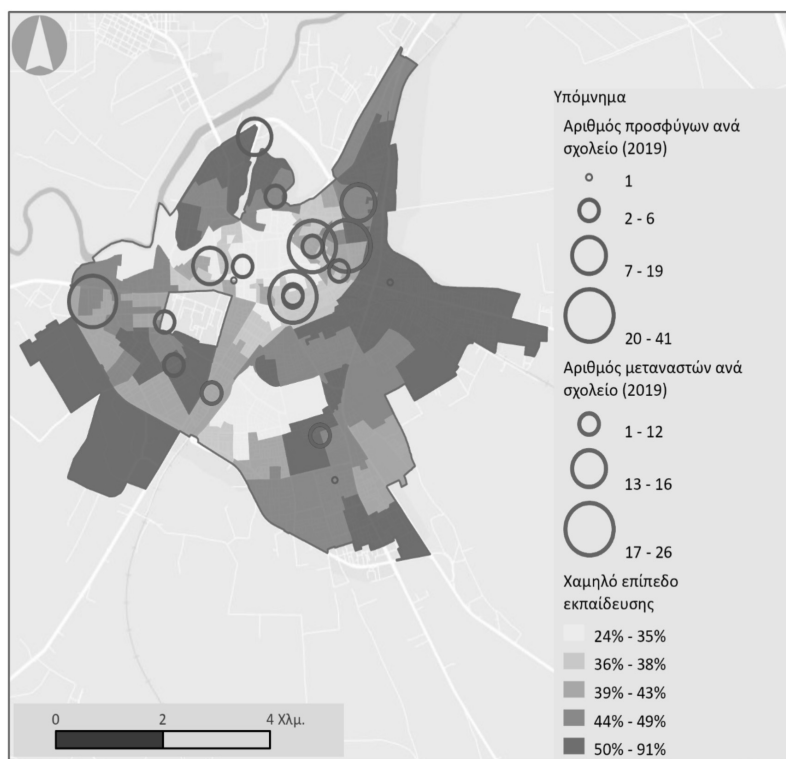 Υπόμνημα
Αριθμός προσφύγων ανά
σχολείο (2019)
1
2 - 6
7 - 19
20 - 41
Αριθμός μεταναστών ανά
σχολείο (2019)
1 - 12
13 - 16
17 - 26
Χαμηλό επίπεδο
εκπαίδευσης
24% - 35%
36% - 38%
39% - 43%
44% - 49%
50% - 91%
0 2 4 Χλμ.